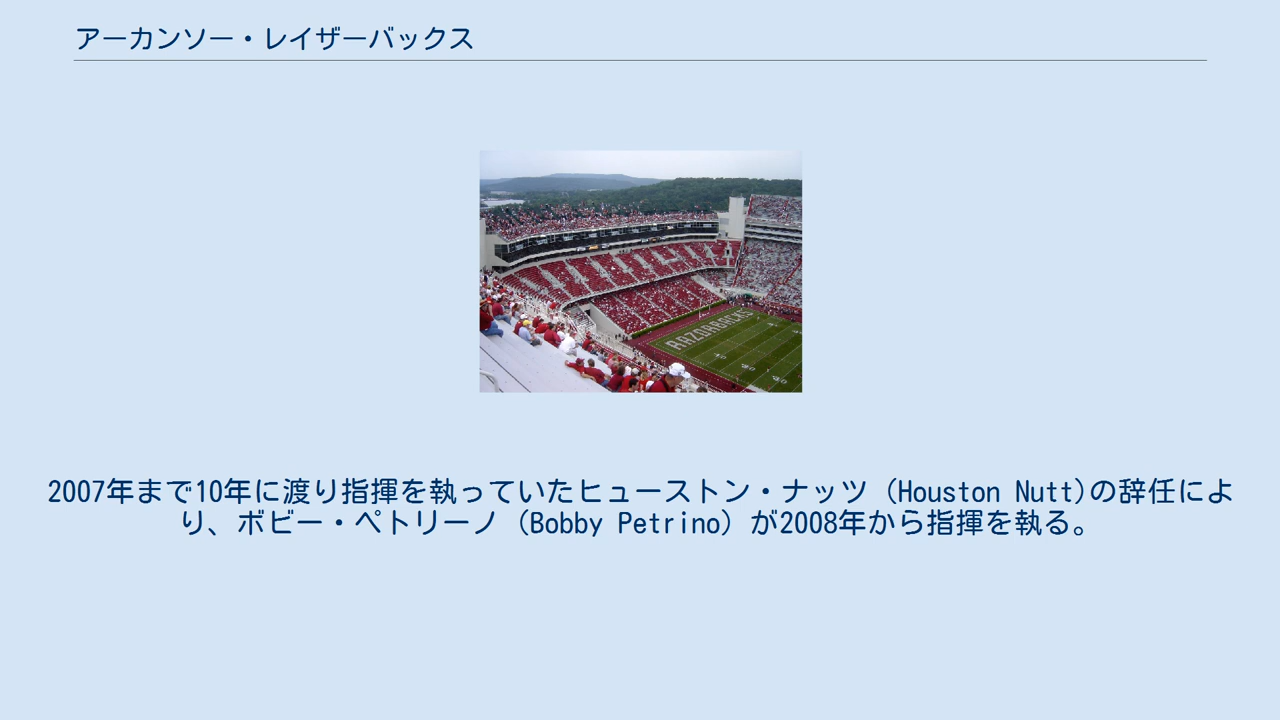 アーカンソー・レイザーバックス
RAZORBACKS
2007年まで10年に渡り指揮を執っていたヒューストン・ナッツ (Houston Nutt)の辞任によ
り、ボビー・ペトリーノ (Bobby Petrino) が2008年から指揮を執る。